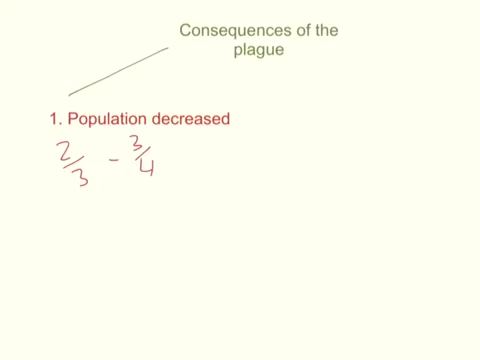 Consequences of the
plague
1. Population decreased
2/3 - 3/4